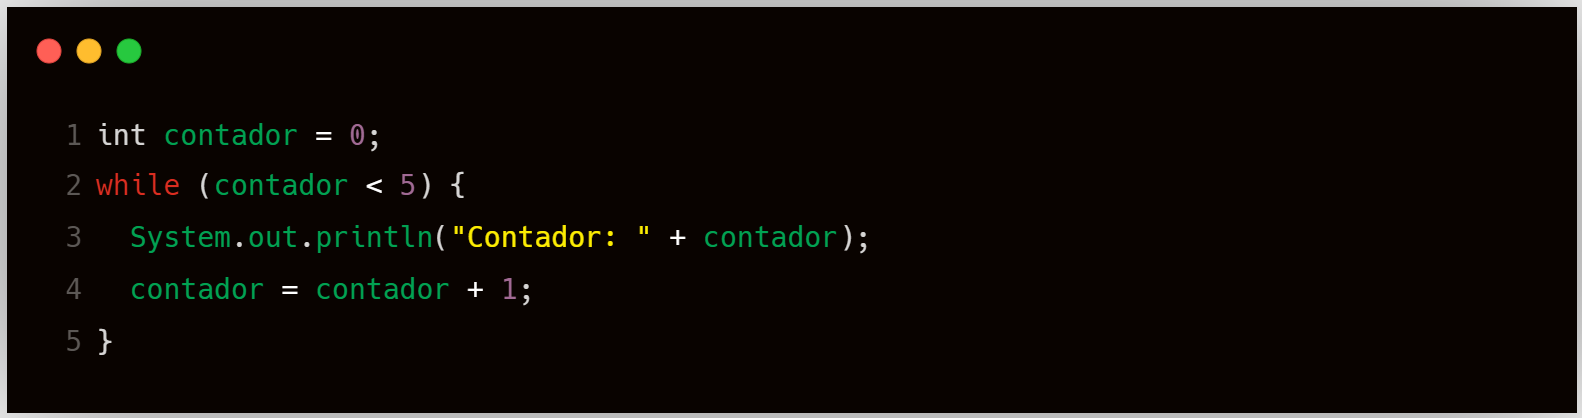 1 int contador = 0;
2 while (contador < 5) {
3   System.out.println("Contador: " + contador);
4   contador = contador + 1;
5 }